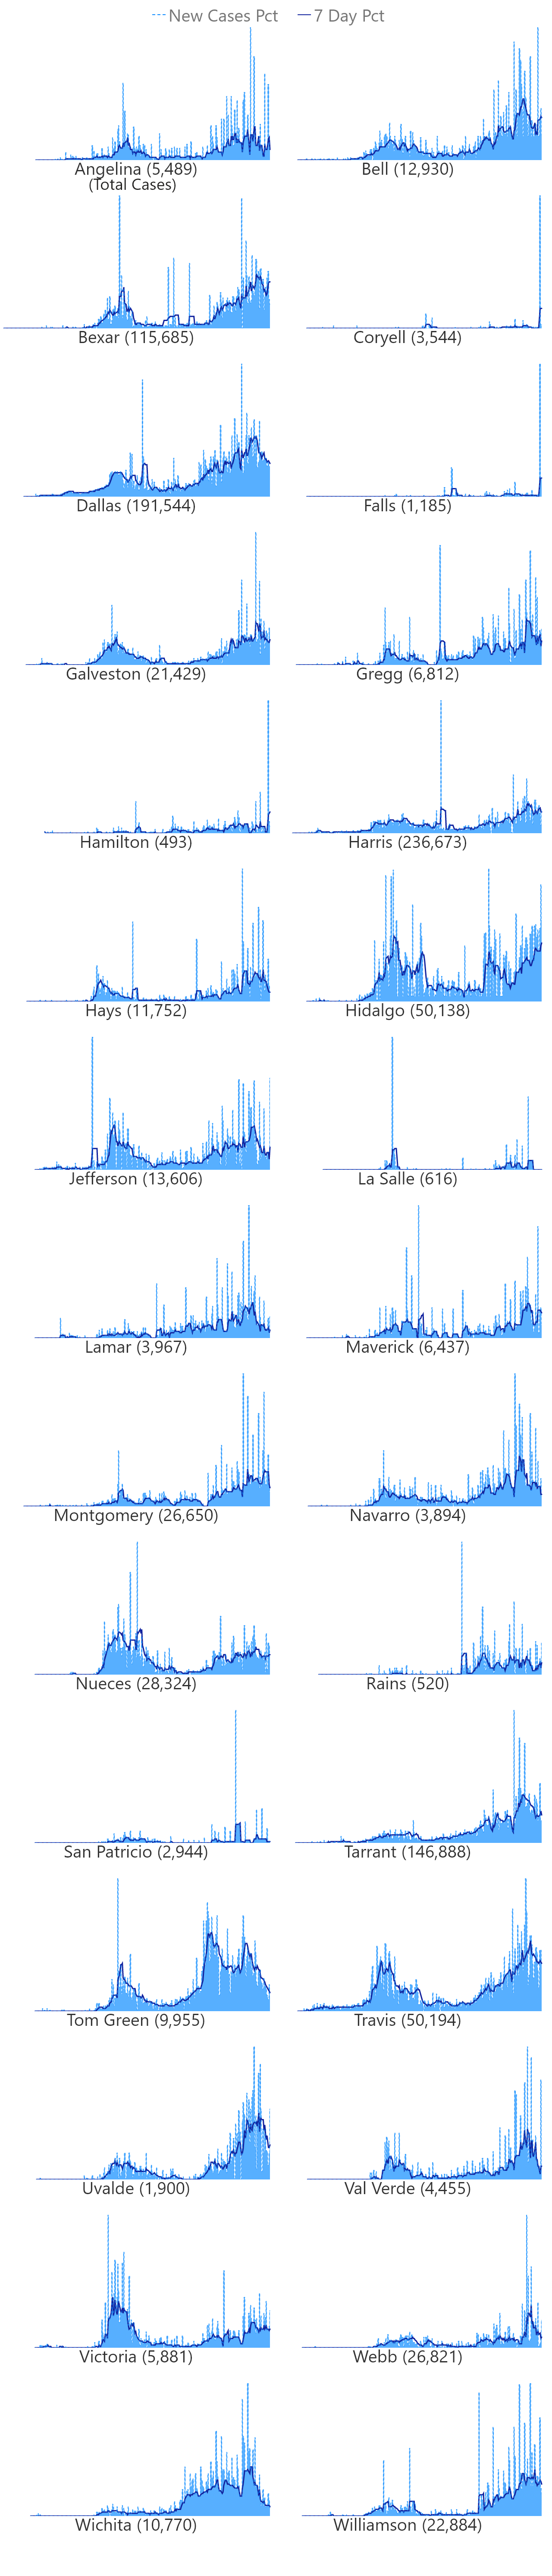 New Cases Pct 7 Day Pct
Angelina (5,489) Bell (12,930)
(Total Cases)
Bexar (115,685) Coryell (3,544)
Dallas (191,544) Falls (1,185)
Galveston (21,429) Gregg (6,812)
Hamilton (493) Harris (236,673)
Hays (11,752) Hidalgo (50,138)
Jefferson (13,606) La Salle (616)
Lamar (3,967) Maverick (6,437)
Montgomery (26,650) Navarro (3,894)
Nueces (28,324) Rains (520)
San Patricio (2,944) Tarrant (146,888)
Tom Green (9,955) Travis (50,194)
Uvalde (1,900) Val Verde (4,455)
Victoria (5,881) Webb (26,821)
Wichita (10,770) Williamson (22,884)